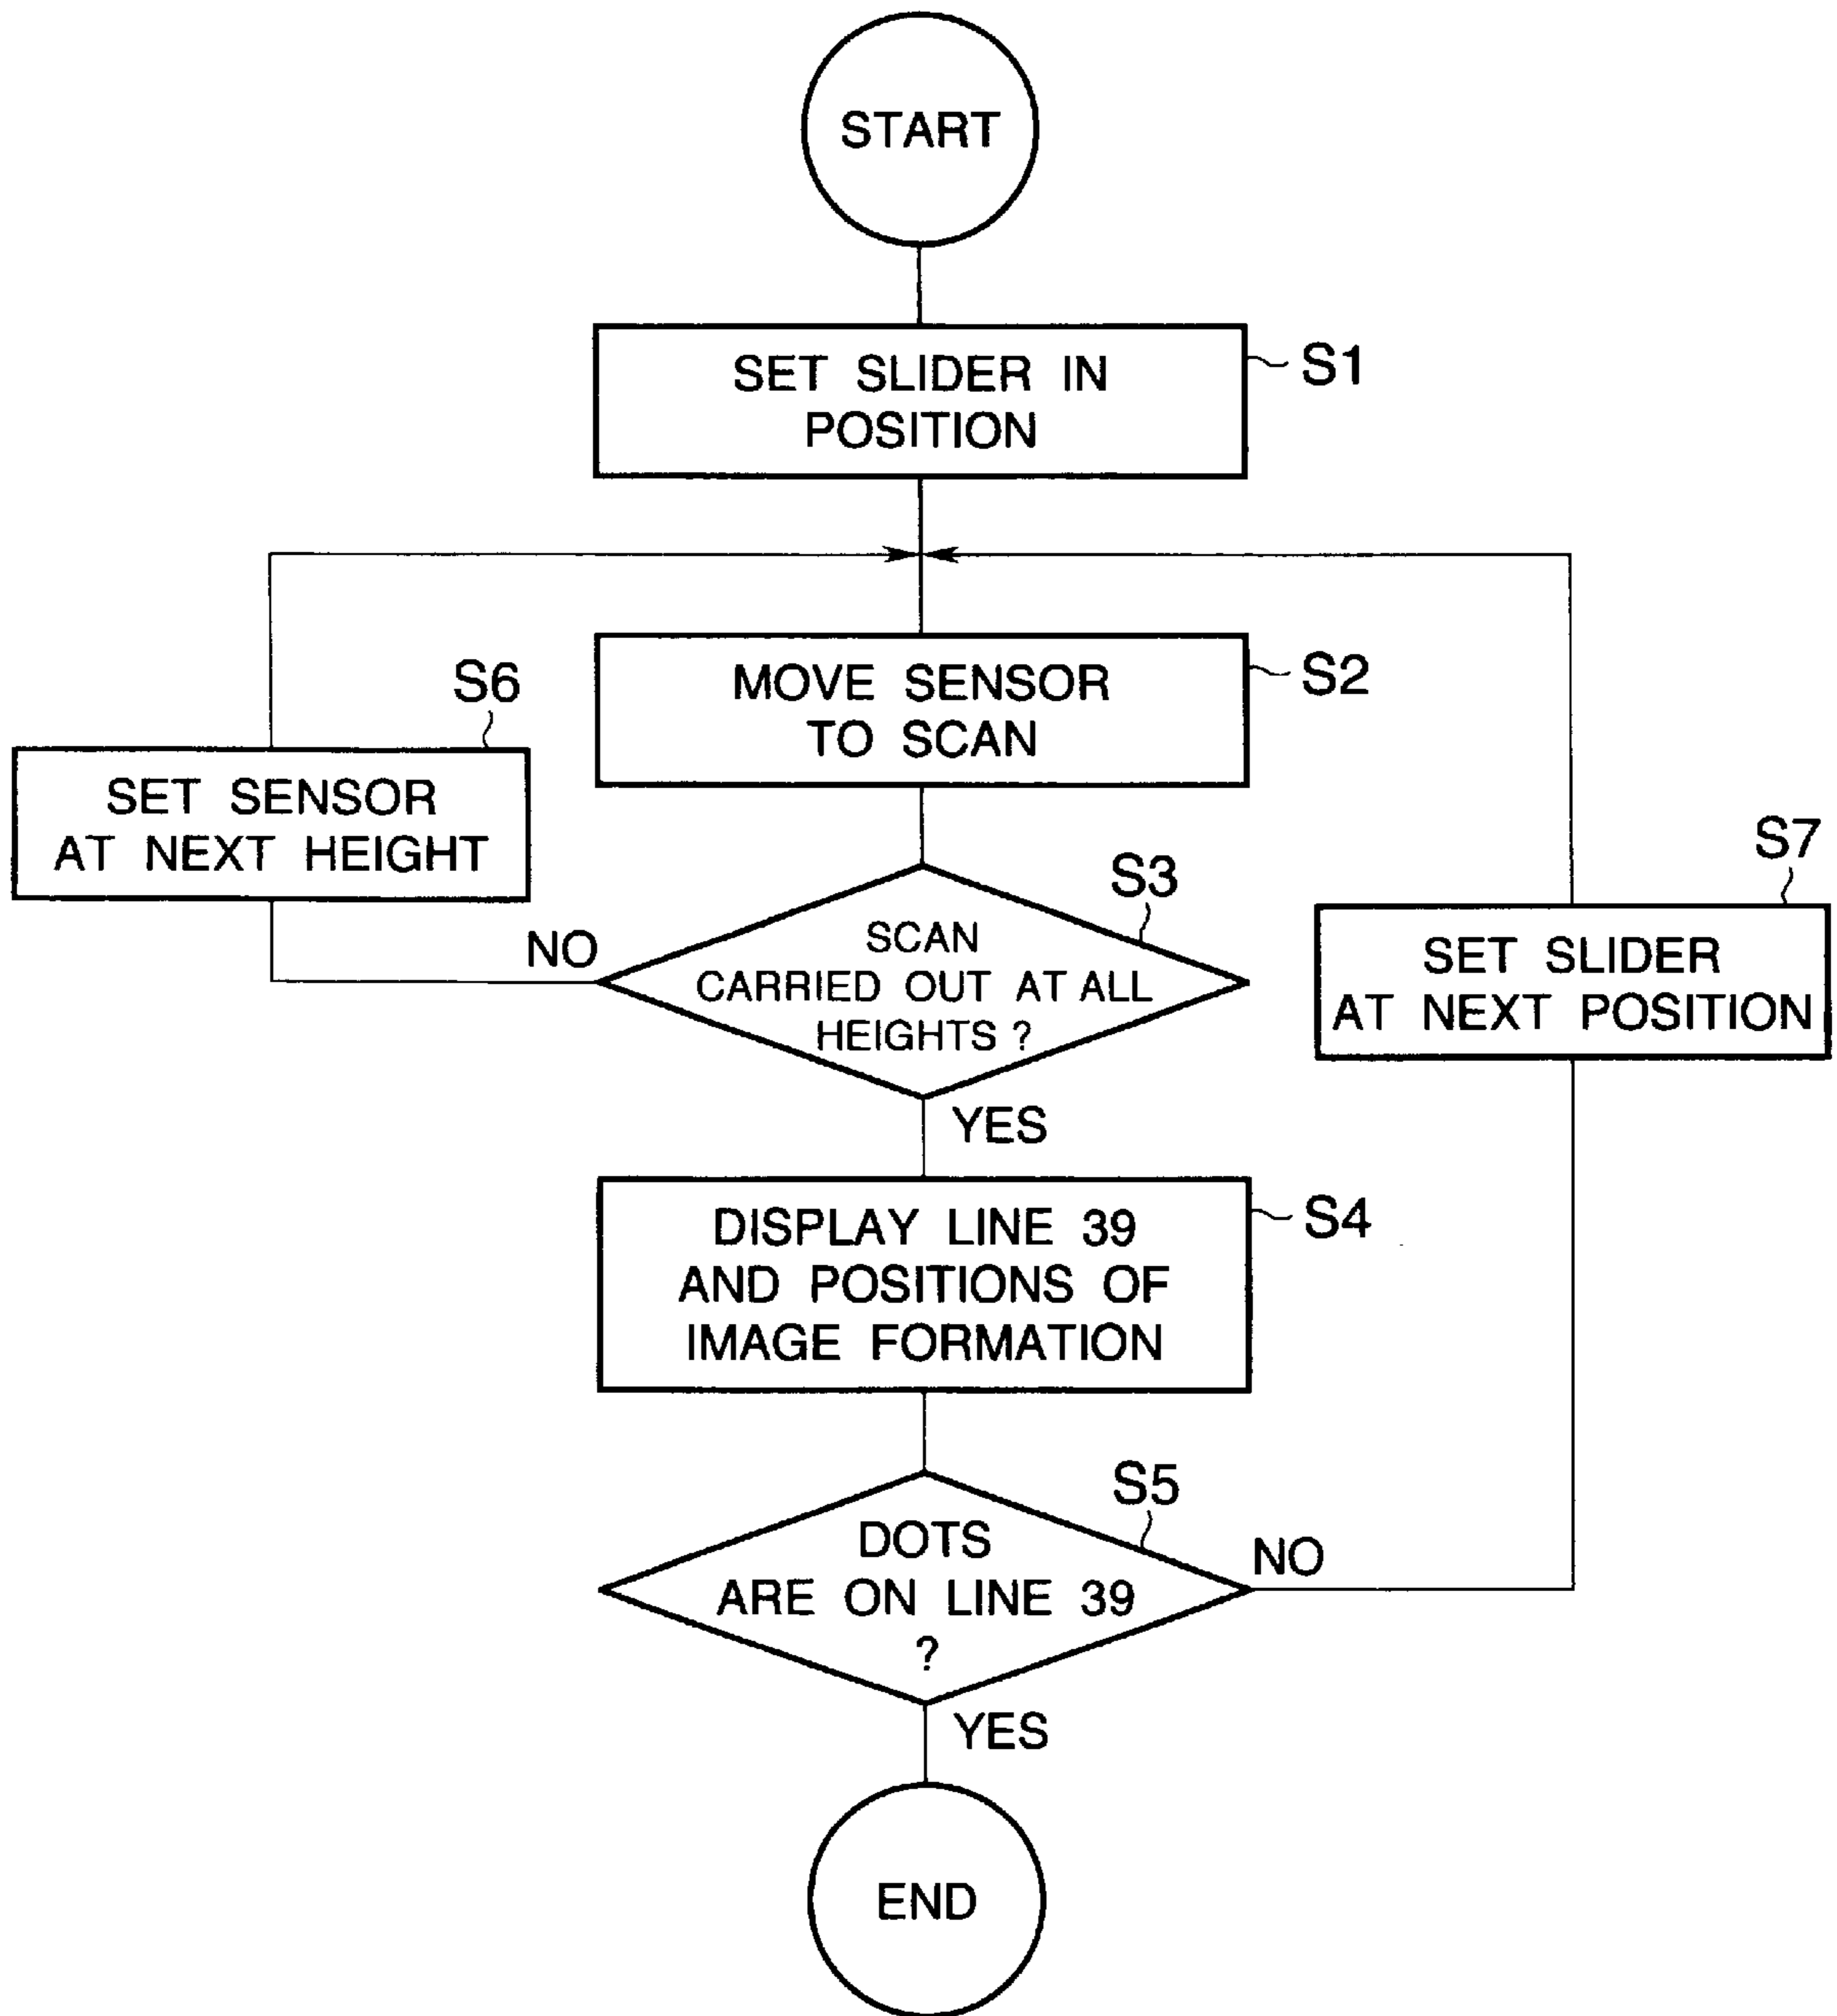 START
SET SLIDER IN
POSITION
S1
MOVE SENSOR
TO SCAN
S2
S6
SET SENSOR
AT NEXT HEIGHT
S3
SCAN
CARRIED OUT AT ALL
HEIGHTS ?
NO
YES
S7
SET SLIDER
AT NEXT POSITION
DISPLAY LINE 39
AND POSITIONS OF
IMAGE FORMATION
S4
S5
DOTS
ARE ON LINE 39
?
NO
YES
END